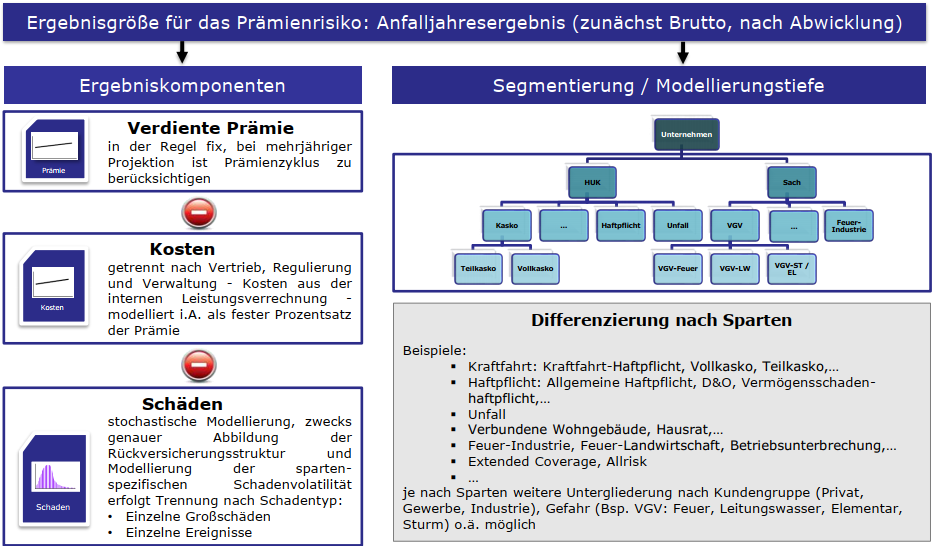 Ergebnisgröße für das Prämienrisiko: Anfalljahresergebnis (zunächst Brutto, nach Abwicklung)
Ergebniskomponenten
Verdiente Prämie
in der Regel fix, bei mehrjähriger
Projektion ist Prämienzyklus zu
berücksichtigen
Prämie
Kosten
getrennt nach Vertrieb, Regulierung
und Verwaltung - Kosten aus der
internen Leistungsverrechnung -
modelliert i.A. als fester Prozentsatz
der Prämie
Kosten
Schäden
stochastische Modellierung, zwecks
genauer Abbildung der
Rückversicherungsstruktur und
Modellierung der sparten-
spezifischen Schadenvolatilität
erfolgt Trennung nach Schadentyp:
• Einzelne Großschäden
• Einzelne Ereignisse
Schaden
Segmentierung / Modellierungstiefe
Unternehmen
HUK
Sach
Kasko
...
Haftpflicht
Unfall
VGV
...
Feuer-
Industrie
Teilkasko
Vollkasko
VGV-Feuer
VGV-LW
VGV-ST /
EL
Differenzierung nach Sparten
Beispiele:
▪ Kraftfahrt: Kraftfahrt-Haftpflicht, Vollkasko, Teilkasko,...
▪ Haftpflicht: Allgemeine Haftpflicht, D&O, Vermögensschaden-
haftpflicht,...
▪ Unfall
▪ Verbundene Wohngebäude, Hausrat,...
▪ Feuer-Industrie, Feuer-Landwirtschaft, Betriebsunterbrechung,...
▪ Extended Coverage, Allrisk
▪ ...
je nach Sparten weitere Untergliederung nach Kundengruppe (Privat,
Gewerbe, Industrie), Gefahr (Bsp. VGV: Feuer, Leitungswasser, Elementar,
Sturm) o.ä. möglich